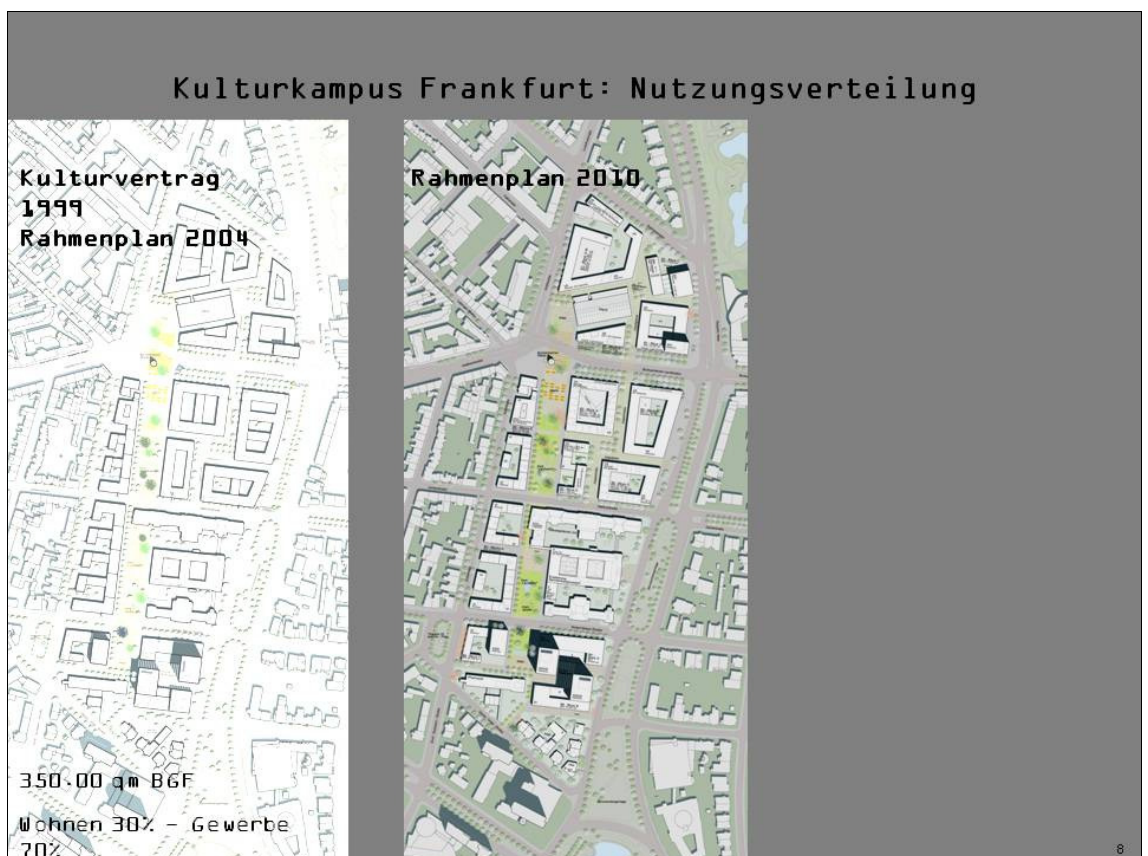 Kulturkampus Frankfurt: Nutzungsverteilung
Kulturvertrag
1999
Rahmenplan 2004
Rahmenplan 2010
350.00 qm BGF
Wohnen 30% - Gewerbe
70%
8